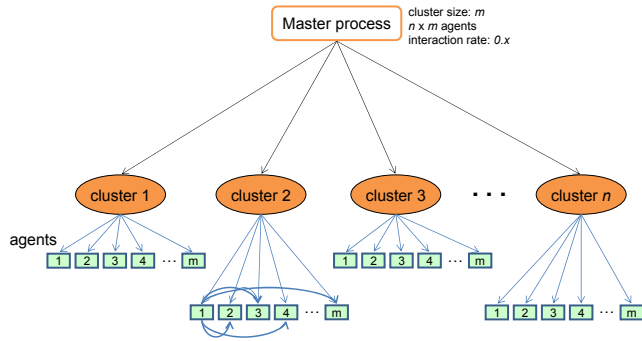 Master process
cluster size: m
n x m agents
interaction rate: 0.x
cluster 1
cluster 2
cluster 3
...
cluster n
agents
1 2 3 4 ... m
1 2 3 4 ... m
1 2 3 4 ... m
1 2 3 4 ... m